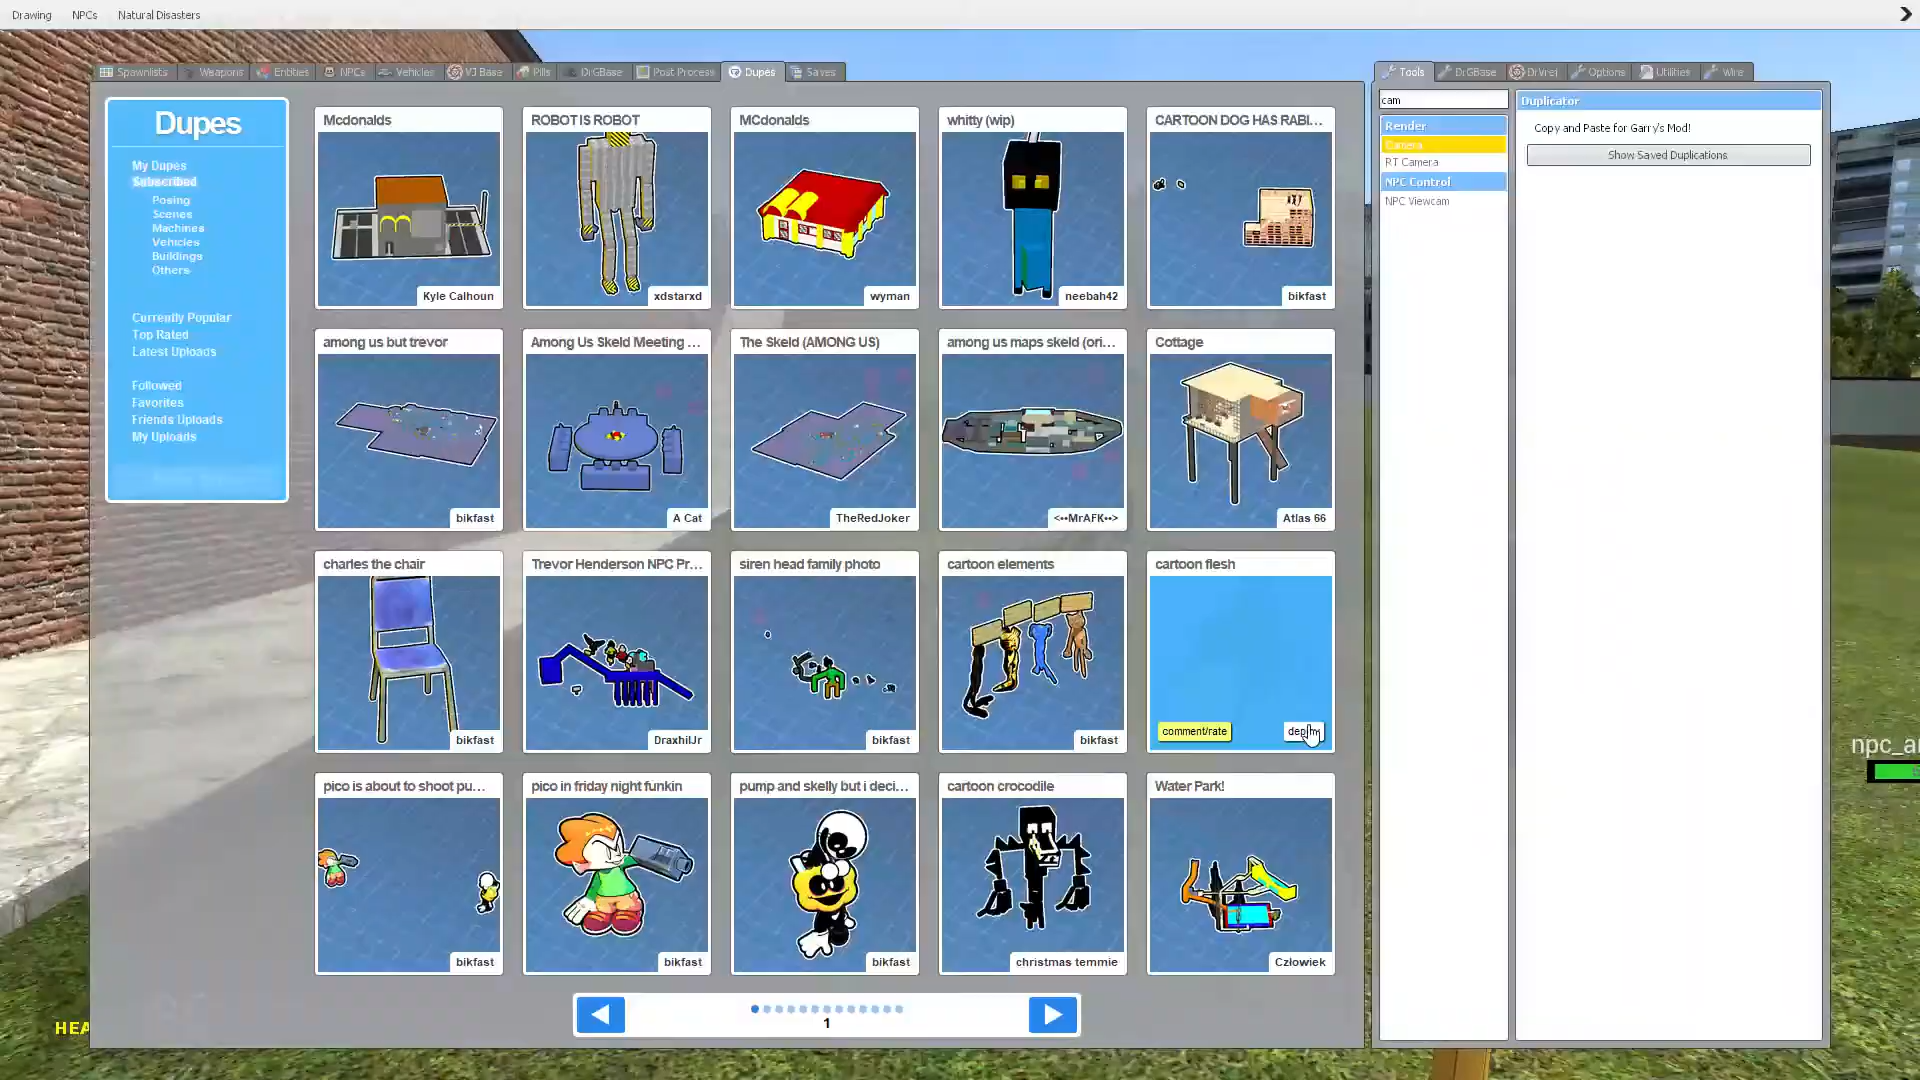 Drawing
NPCs
Natural Disasters
Spawnlists
Weapons
Entities
NPCs
Vehicles
VJ Base
Pills
DrGBase
Post Process
Dupes
Saves
Tools
DrGBase
DrVrej
Options
Utilities
Wire
Dupes
My Dupes
Subscribed
Posing
Scenes
Machines
Vehicles
Buildings
Others
Currently Popular
Top Rated
Latest Uploads
Followed
Favorites
Friends Uploads
My Uploads
Mcdonalds
Kyle Calhoun
ROBOT IS ROBOT
xdstarxd
MCdonalds
wyman
whitty (wip)
neebah42
CARTOON DOG HAS RABI...
bikfast
among us but trevor
bikfast
Among Us Skeld Meeting ...
A Cat
The Skeld (AMONG US)
TheRedJoker
among us maps skeld (ori...
<••MrAFK••>
Cottage
Atlas 66
charles the chair
bikfast
Trevor Henderson NPC Pr...
DraxhilJr
siren head family photo
bikfast
cartoon elements
bikfast
cartoon flesh
comment/rate
pico is about to shoot pu...
bikfast
pico in friday night funkin
bikfast
pump and skelly but i deci...
bikfast
cartoon crocodile
christmas temmie
Water Park!
Człowiek
1
cam
Render
Camera
RT Camera
NPC Control
NPC Viewcam
Duplicator
Copy and Paste for Garry's Mod!
Show Saved Duplications
npc_a
HEA